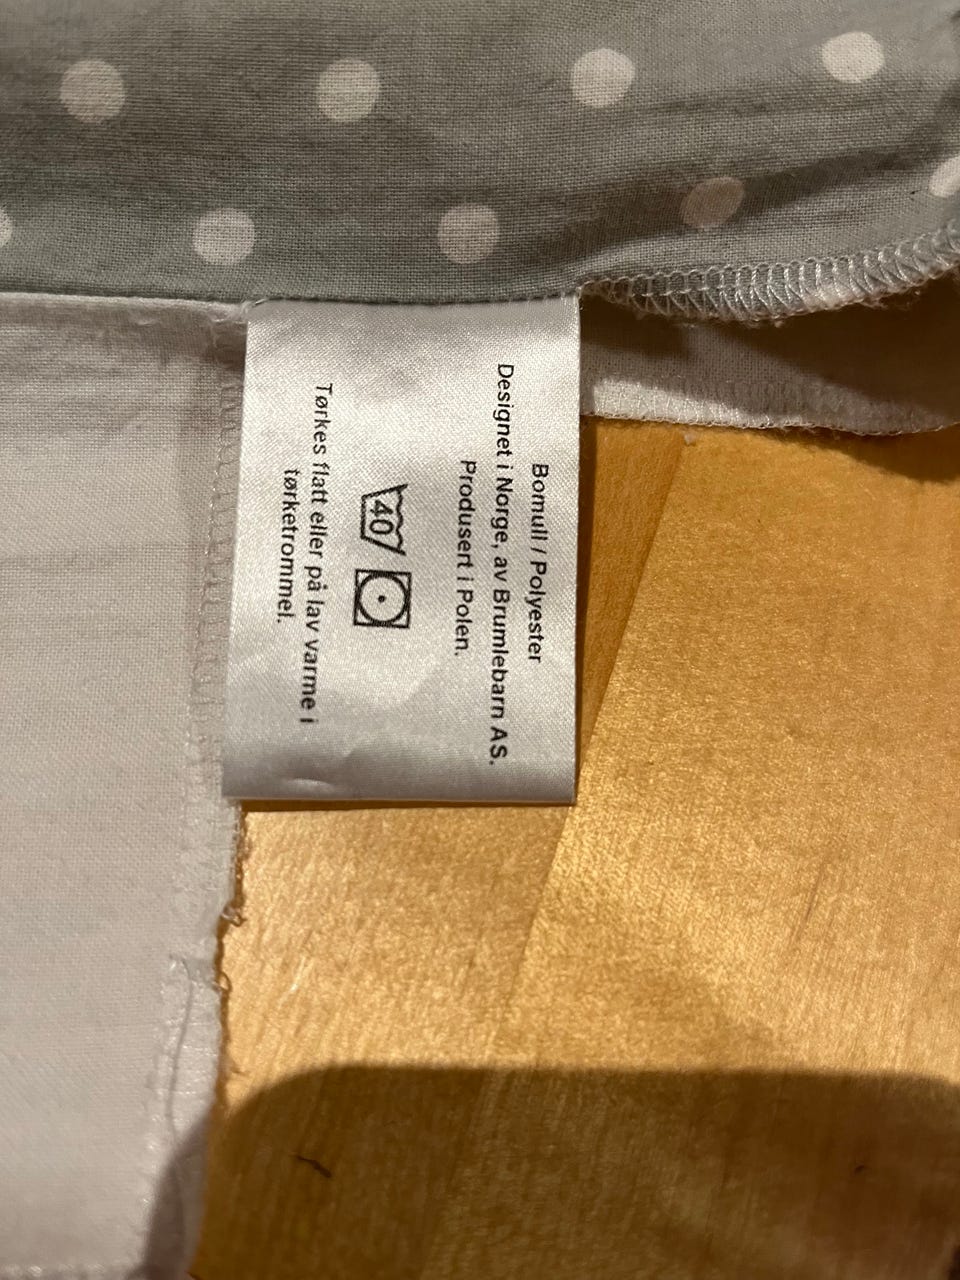 Bomull / Polyester
Designet i Norge, av Brumlebarn AS.
Produsert i Polen.
40
Tørkes flatt eller på lav varme i
tørketrommel.